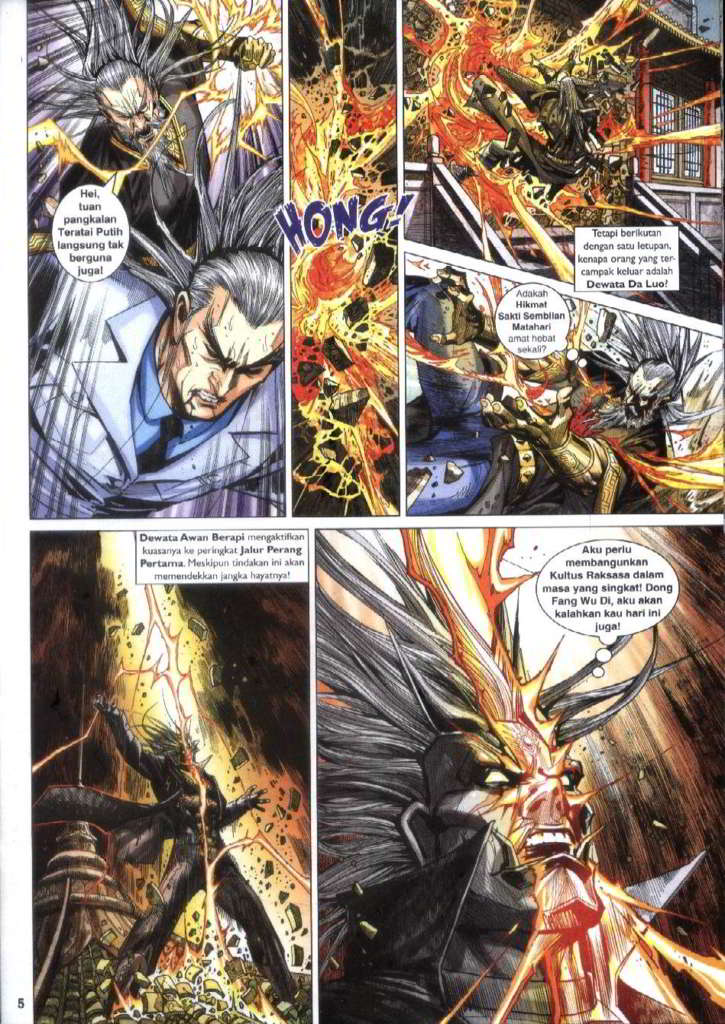 Hei,
tuan
pangkalan
Teratai Putih
langsung tak
berguna
juga!
HONG!
Tetapi berikutan
dengan satu letupan,
kenapa orang yang ter-
campak keluar adalah
Dewata Da Luo?
Adakah
Hikmat
Sakti Sembilan
Matahari
amat hebat
sekali?
Dewata Awan Berapi mengaktifkan
kuasanya ke peringkat Jalur Perang
Pertama. Meskipun tindakan ini akan
memendekkan jangka hayatnya!
Aku perlu
membangunkan
Kultus Raksasa dalam
masa yang singkat! Dong
Fang Wu Di, aku akan
kalahkan kau hari ini
juga!
5